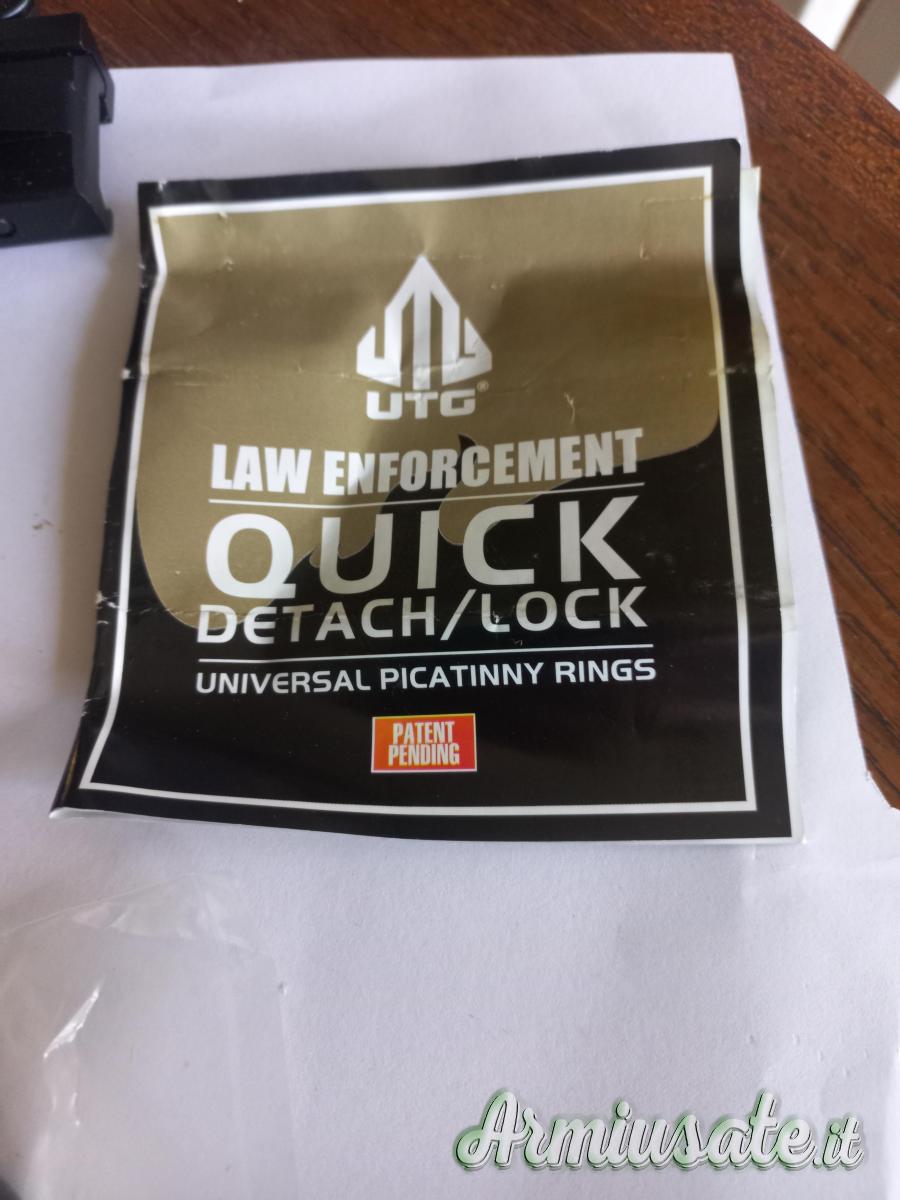 UTG®
LAW ENFORCEMENT
QUICK
DETACH/LOCK
UNIVERSAL PICATINNY RINGS
PATENT
PENDING
Armiusate.it